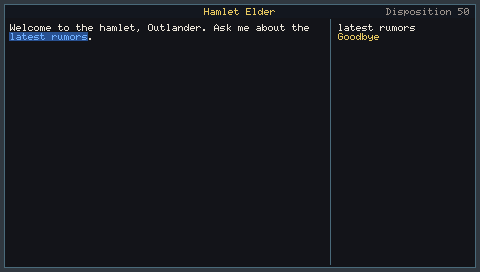 Hamlet Elder
Disposition 50
Welcome to the hamlet, Outlander. Ask me about the
latest rumors.
latest rumors
Goodbye